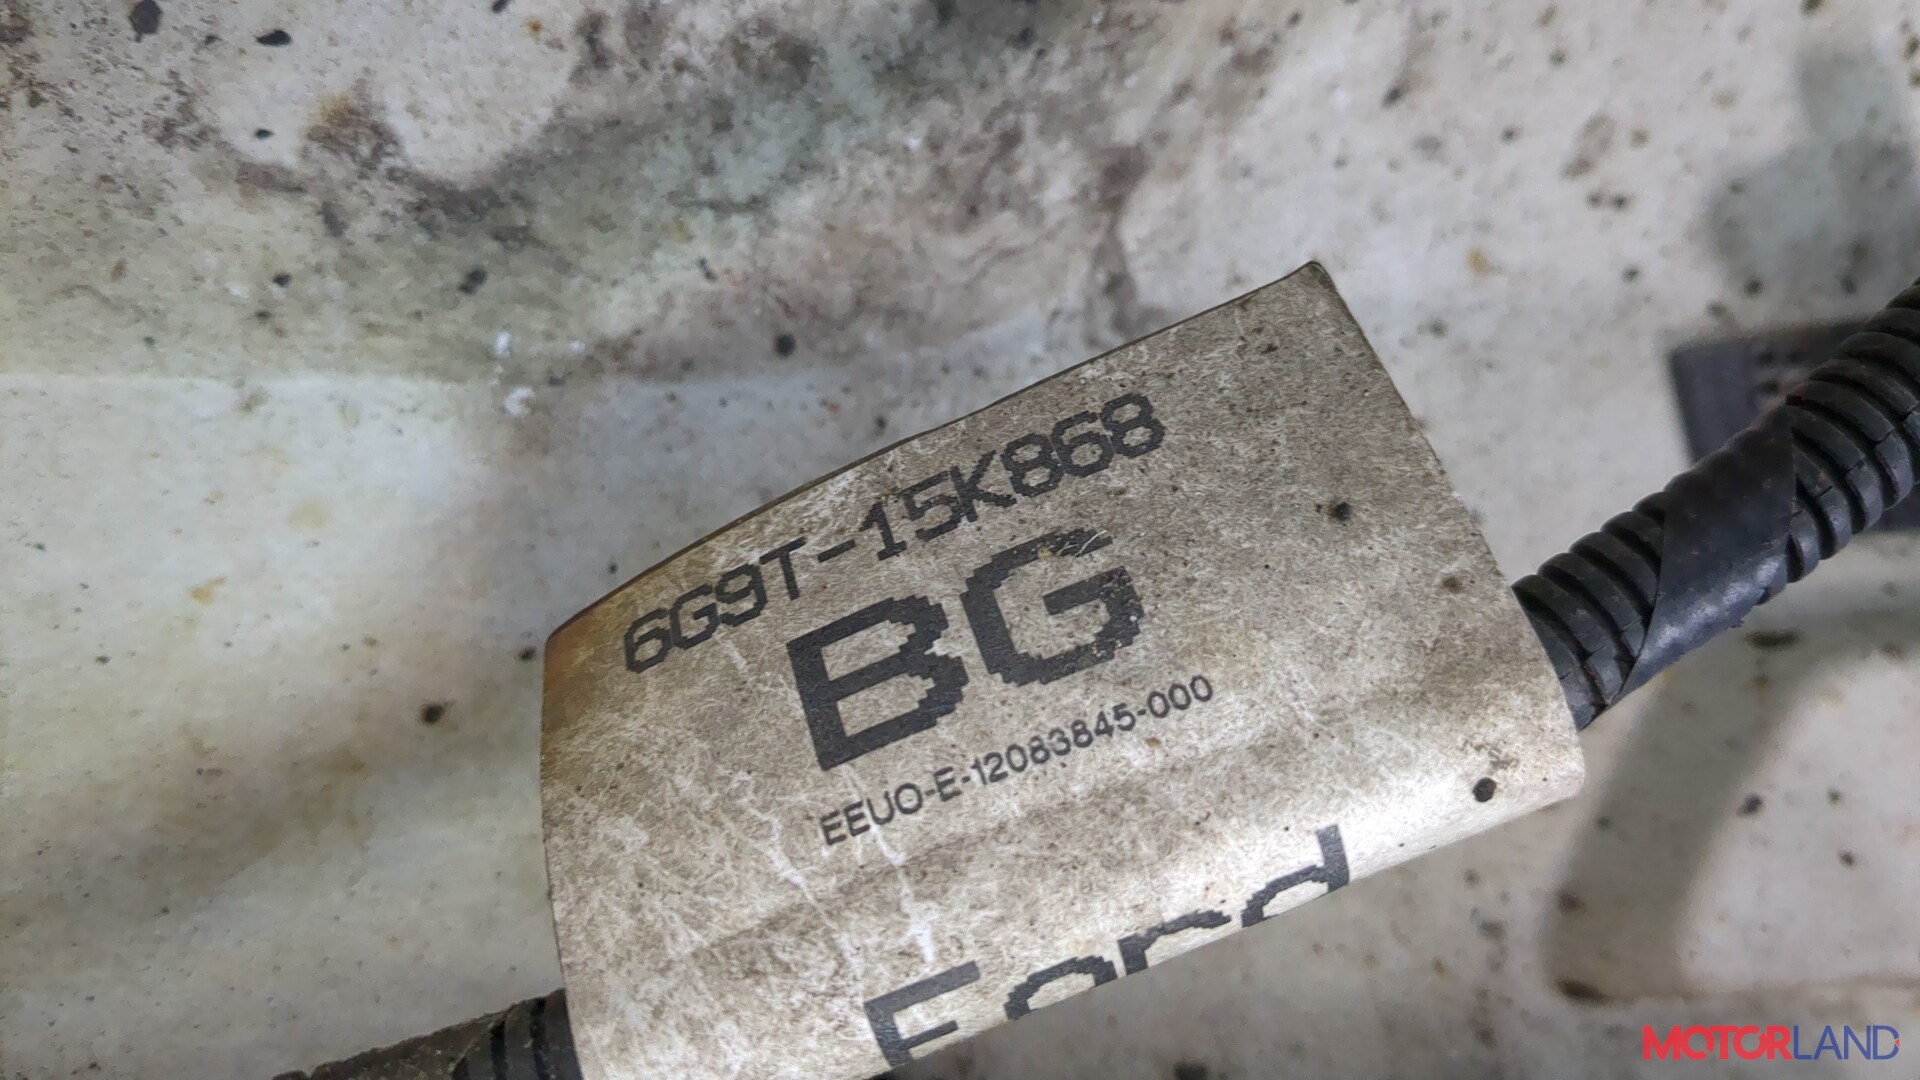 6G9T-15K868
BG
EEUO-E-12083845-000
Ford
MOTORLAND